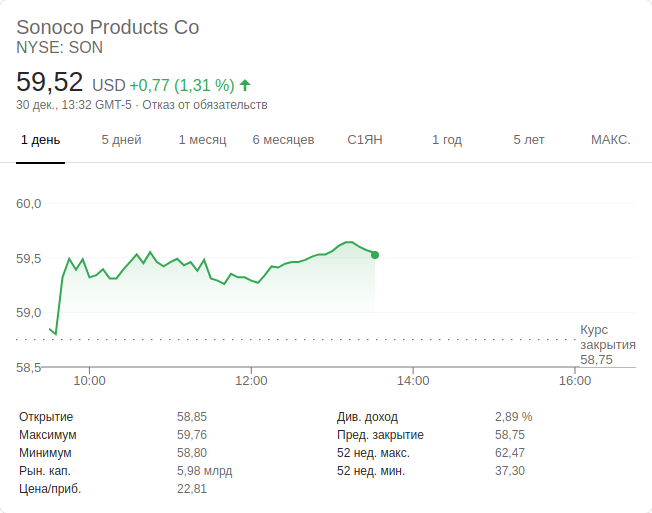 Sonoco Products Co
NYSE: SON
59,52 USD +0,77 (1,31 %)
30 дек., 13:32 GMT-5 · Отказ от обязательств
1 день 5 дней 1 месяц 6 месяцев С1ЯН 1 год 5 лет МАКС.
60,0
59,5
59,0
58,5
Курс
закрытия
58,75
10:00 12:00 14:00 16:00
Открытие 58,85 Див. доход 2,89 %
Максимум 59,76 Пред. закрытие 58,75
Минимум 58,80 52 нед. макс. 62,47
Рын. кап. 5,98 млрд 52 нед. мин. 37,30
Цена/приб. 22,81